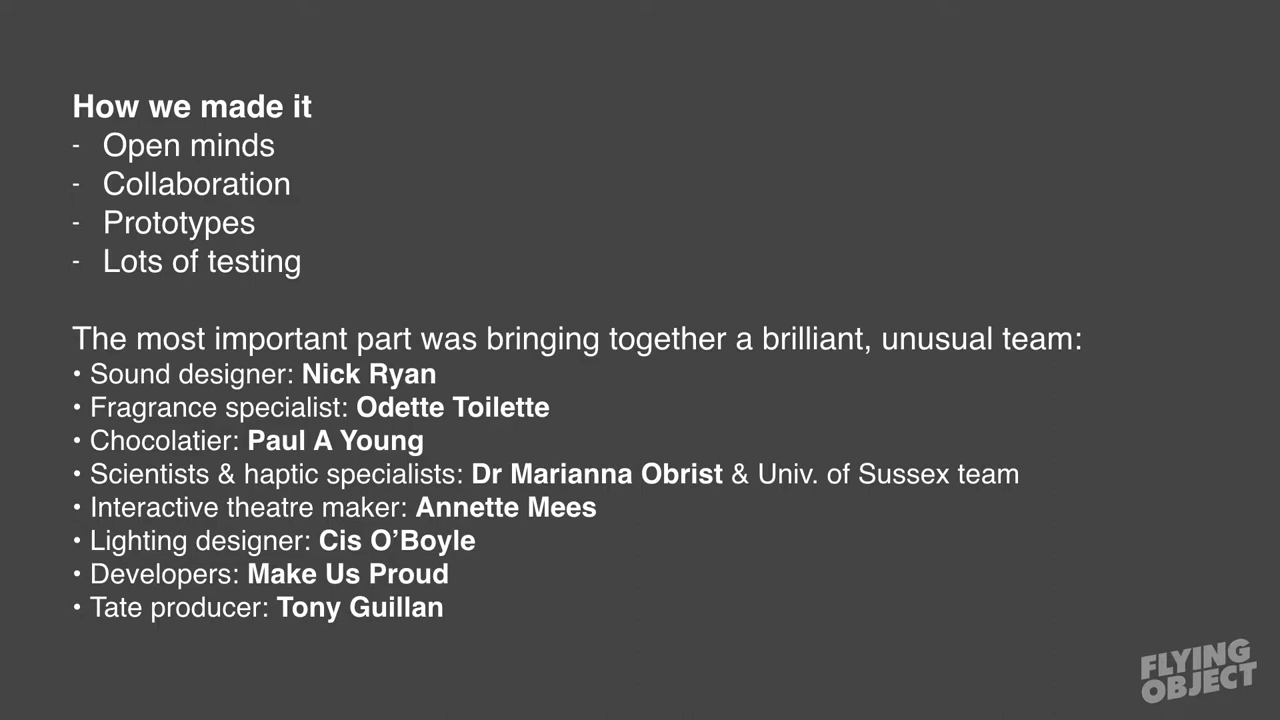 How we made it
- Open minds
- Collaboration
- Prototypes
- Lots of testing
The most important part was bringing together a brilliant, unusual team:
• Sound designer: Nick Ryan
• Fragrance specialist: Odette Toilette
• Chocolatier: Paul A Young
• Scientists & haptic specialists: Dr Marianna Obrist & Univ. of Sussex team
• Interactive theatre maker: Annette Mees
• Lighting designer: Cis O’Boyle
• Developers: Make Us Proud
• Tate producer: Tony Guillan
FLYING
OBJECT